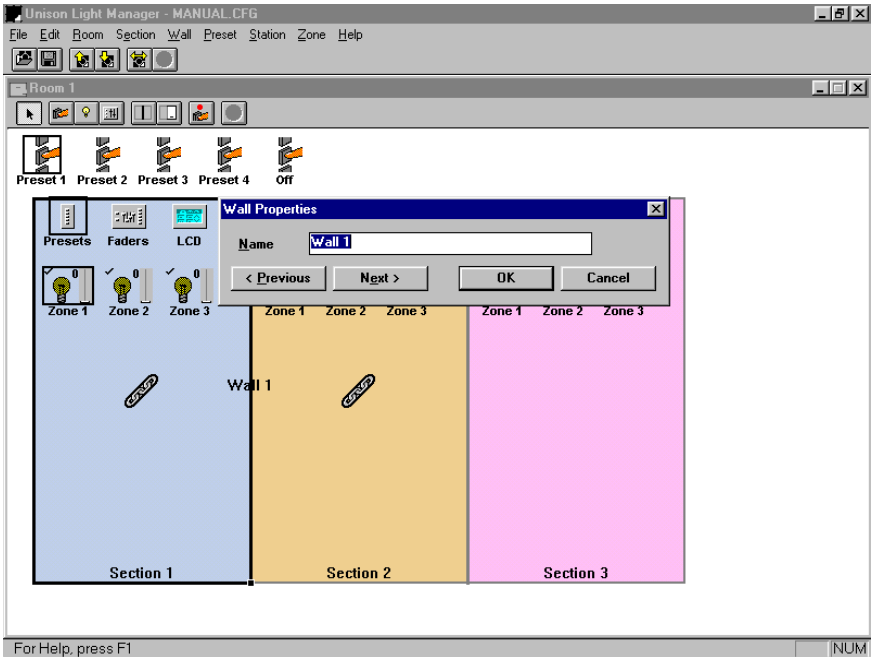 Unison Light Manager - MANUAL.CFG
File Edit Room Section Wall Preset Station Zone Help
Room 1
Preset 1 Preset 2 Preset 3 Preset 4 Off
Wall Properties
Presets Faders LCD
Name Wall 1
< Previous Next > OK Cancel
0 0 0
Zone 1 Zone 2 Zone 3 Zone 1 Zone 2 Zone 3 Zone 1 Zone 2 Zone 3
Wall 1
Section 1 Section 2 Section 3
For Help, press F1 NUM